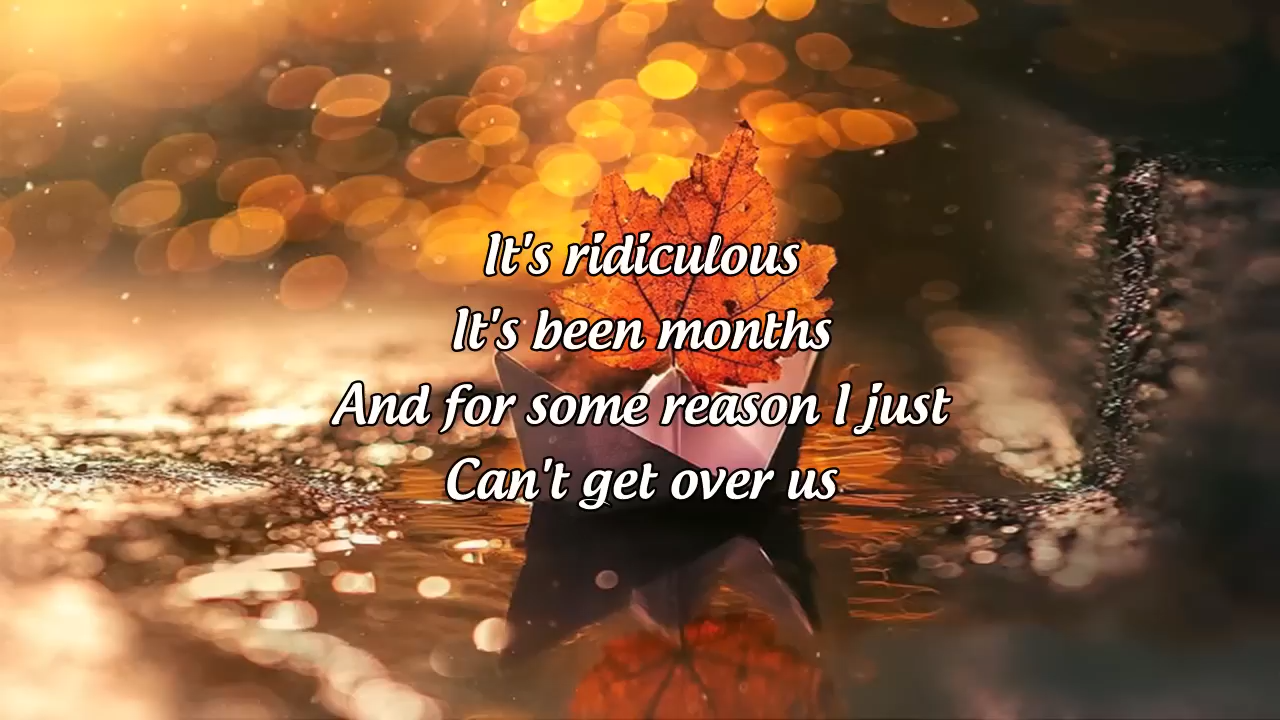 It's ridiculous
It's been months
And for some reason I just
Can't get over us